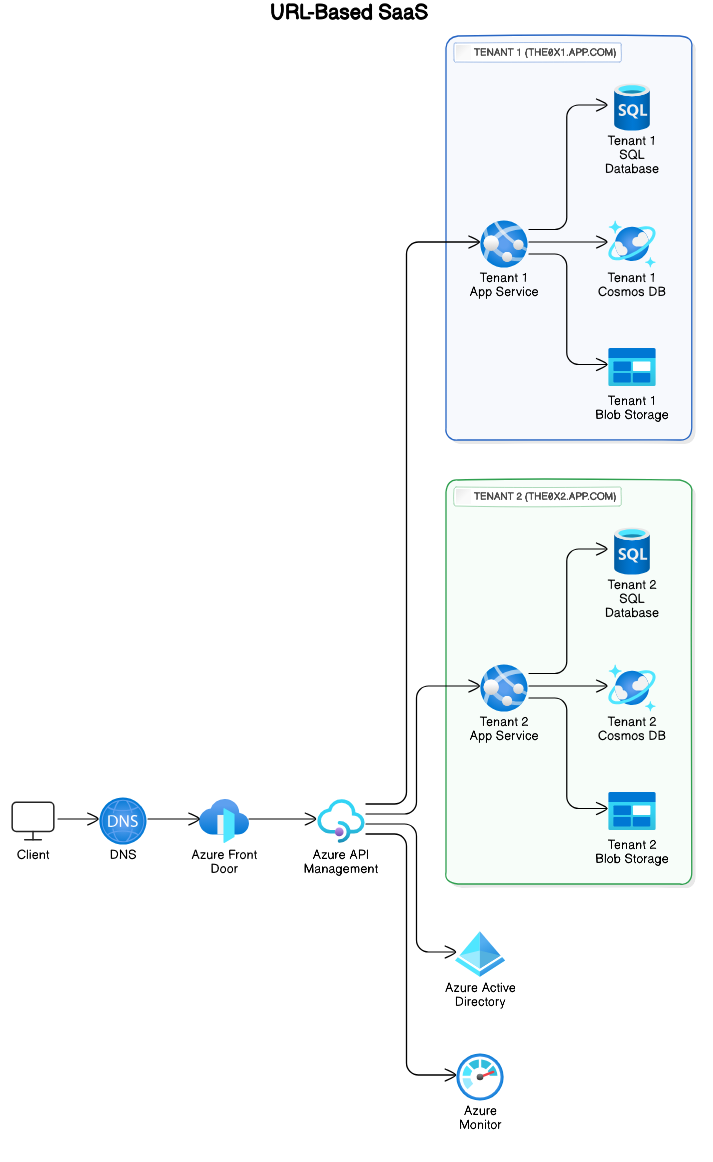 URL-Based SaaS
TENANT 1 (THE0X1.APP.COM)
SQL
Tenant 1
SQL
Database
Tenant 1
App Service
Tenant 1
Cosmos DB
Tenant 1
Blob Storage
TENANT 2 (THE0X2.APP.COM)
SQL
Tenant 2
SQL
Database
Tenant 2
App Service
Tenant 2
Cosmos DB
Tenant 2
Blob Storage
Client
DNS
DNS
Azure Front
Door
Azure API
Management
Azure Active
Directory
Azure
Monitor